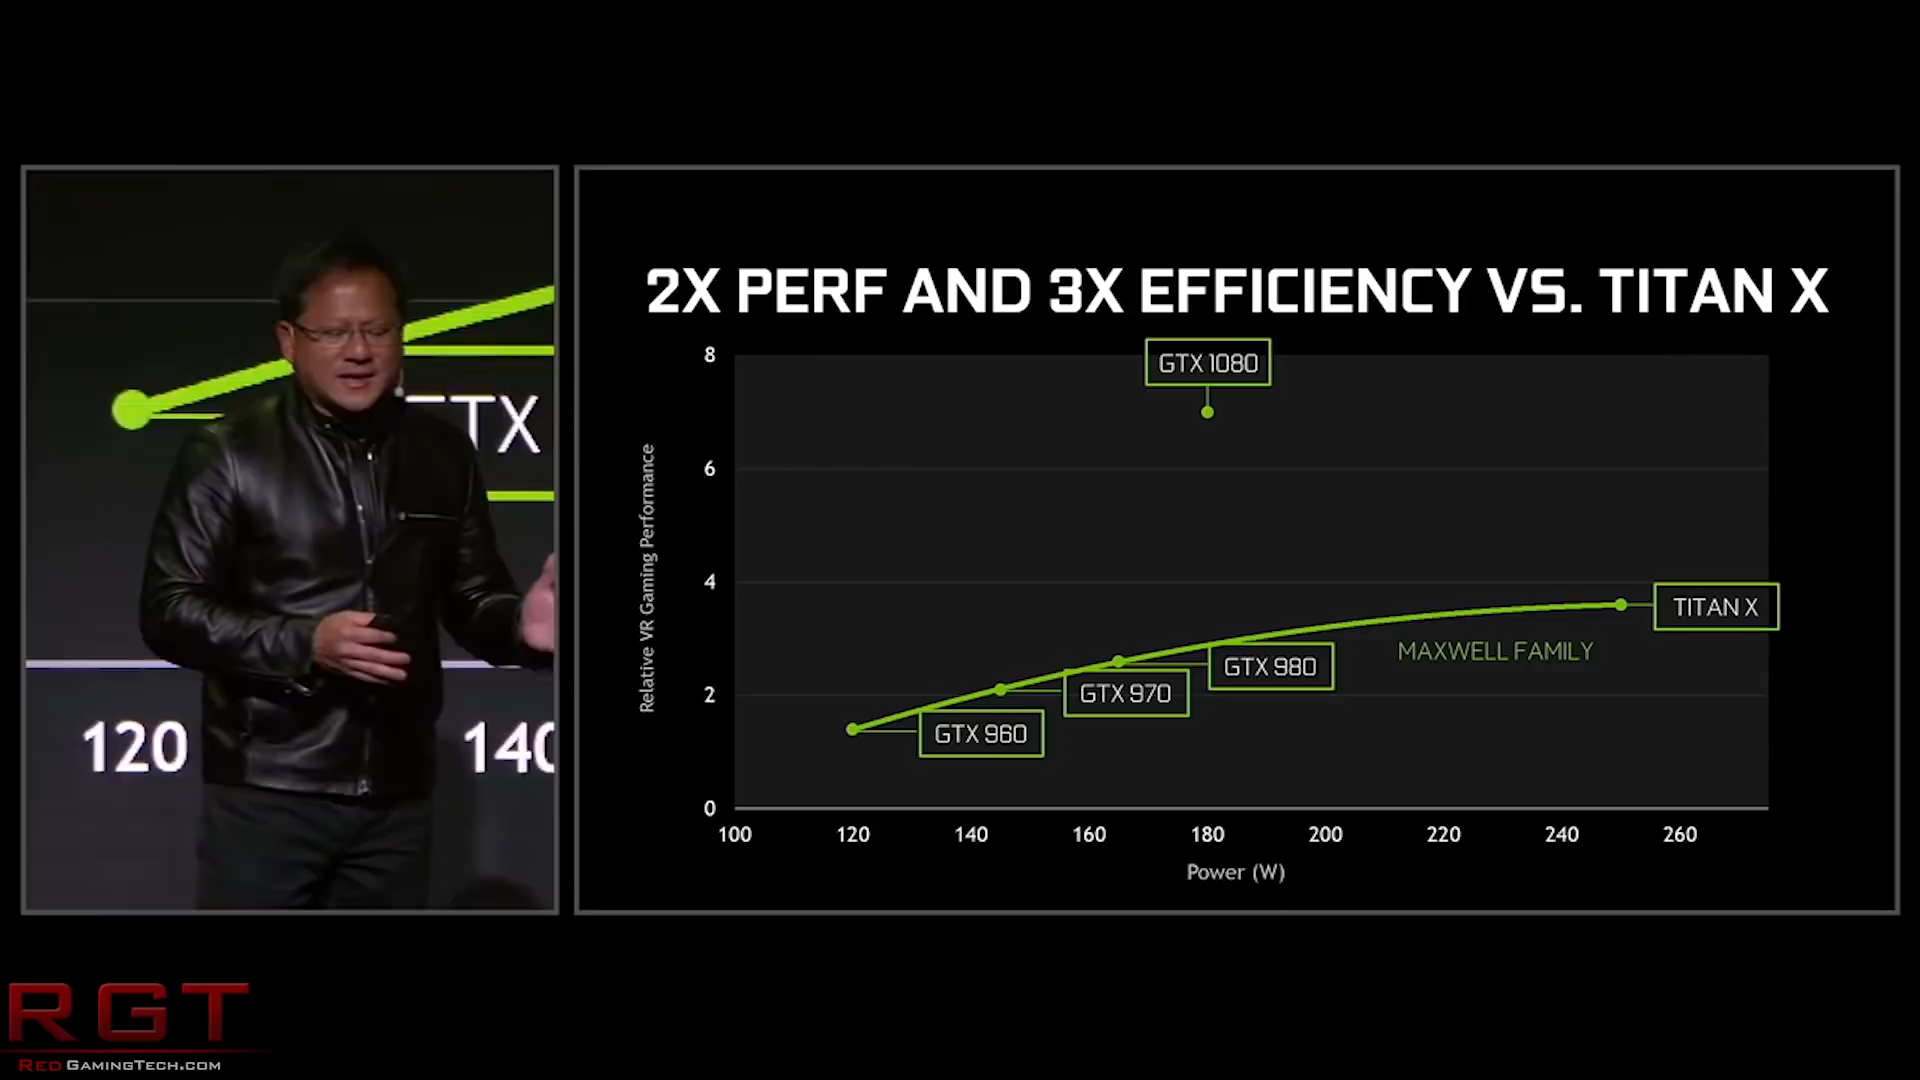 2X PERF AND 3X EFFICIENCY VS. TITAN X
8
GTX 1080
6
Relative VR Gaming Performance
4
TITAN X
MAXWELL FAMILY
GTX 980
2
GTX 970
GTX 960
0
100 120 140 160 180 200 220 240 260
Power (W)
TX
120 140
RGT
REDGAMINGTECH.COM